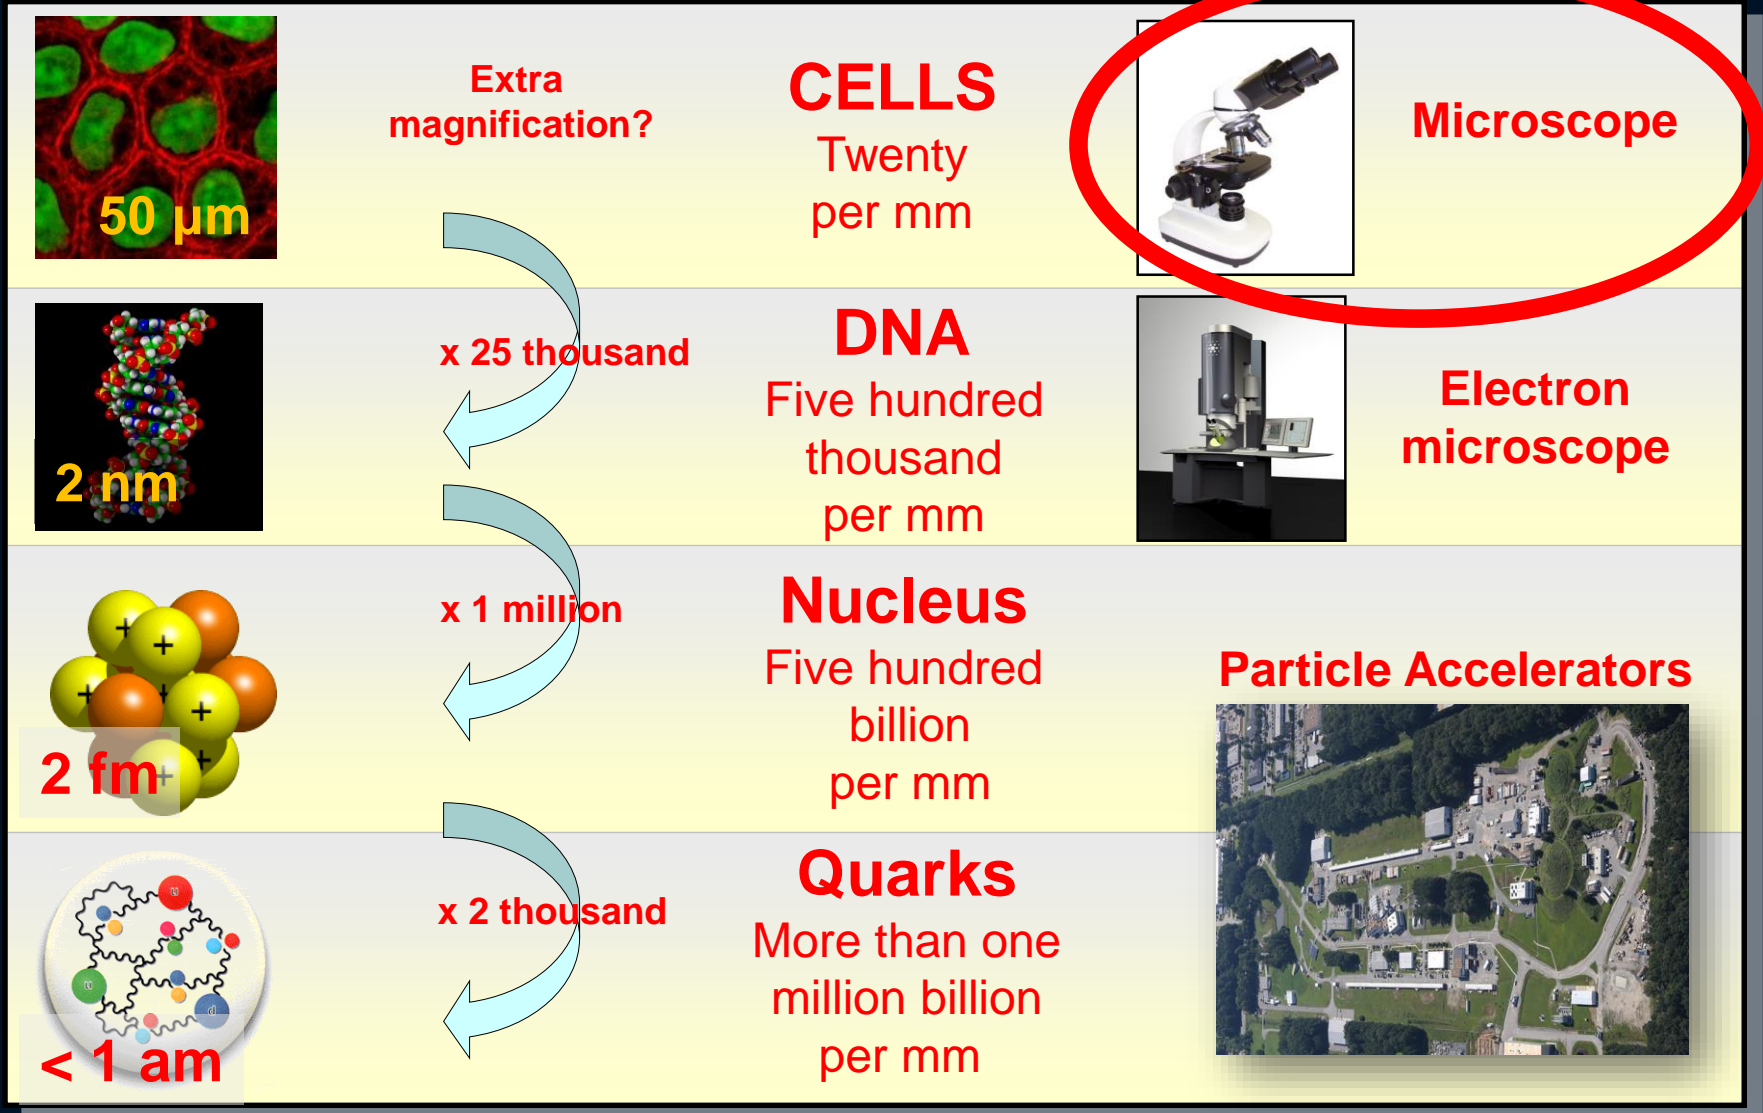 Extra
magnification?
CELLS
Twenty
per mm
Microscope
50 µm
x 25 thousand
DNA
Five hundred
thousand
per mm
Electron
microscope
2 nm
x 1 million
Nucleus
Five hundred
billion
per mm
Particle Accelerators
+
+
+
+
+
+
2 fm
x 2 thousand
Quarks
More than one
million billion
per mm
u
u
d
< 1 am